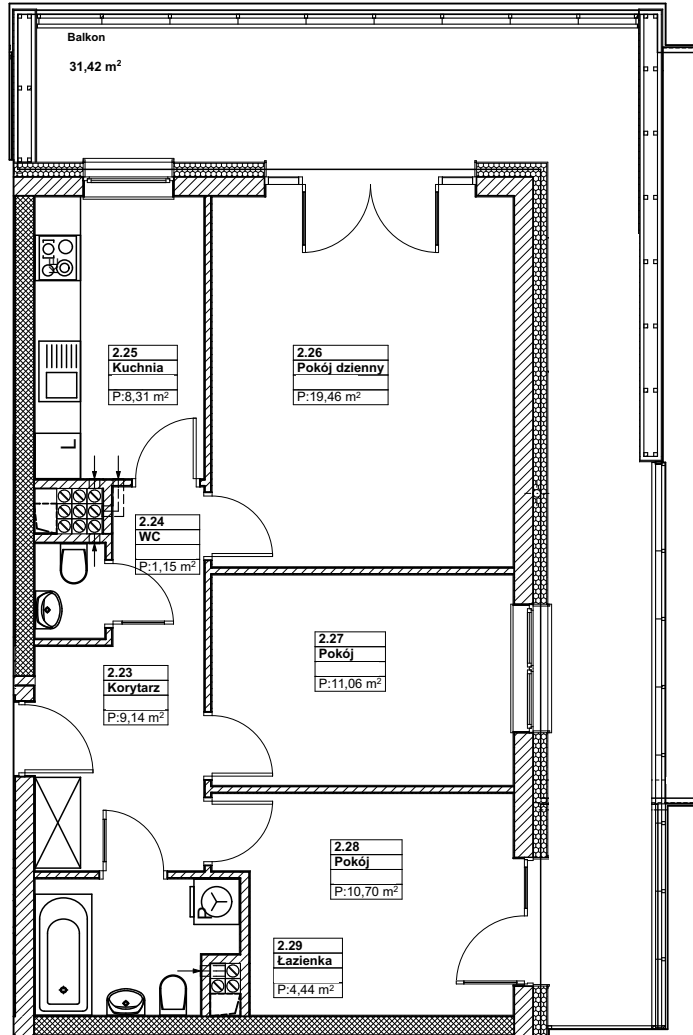 Balkon
31,42 m²
2.25
Kuchnia
P:8,31 m²
2.26
Pokój dzienny
P:19,46 m²
L
2.24
WC
P:1,15 m²
2.27
Pokój
P:11,06 m²
2.23
Korytarz
P:9,14 m²
2.28
Pokój
P:10,70 m²
P
2.29
Łazienka
P:4,44 m²